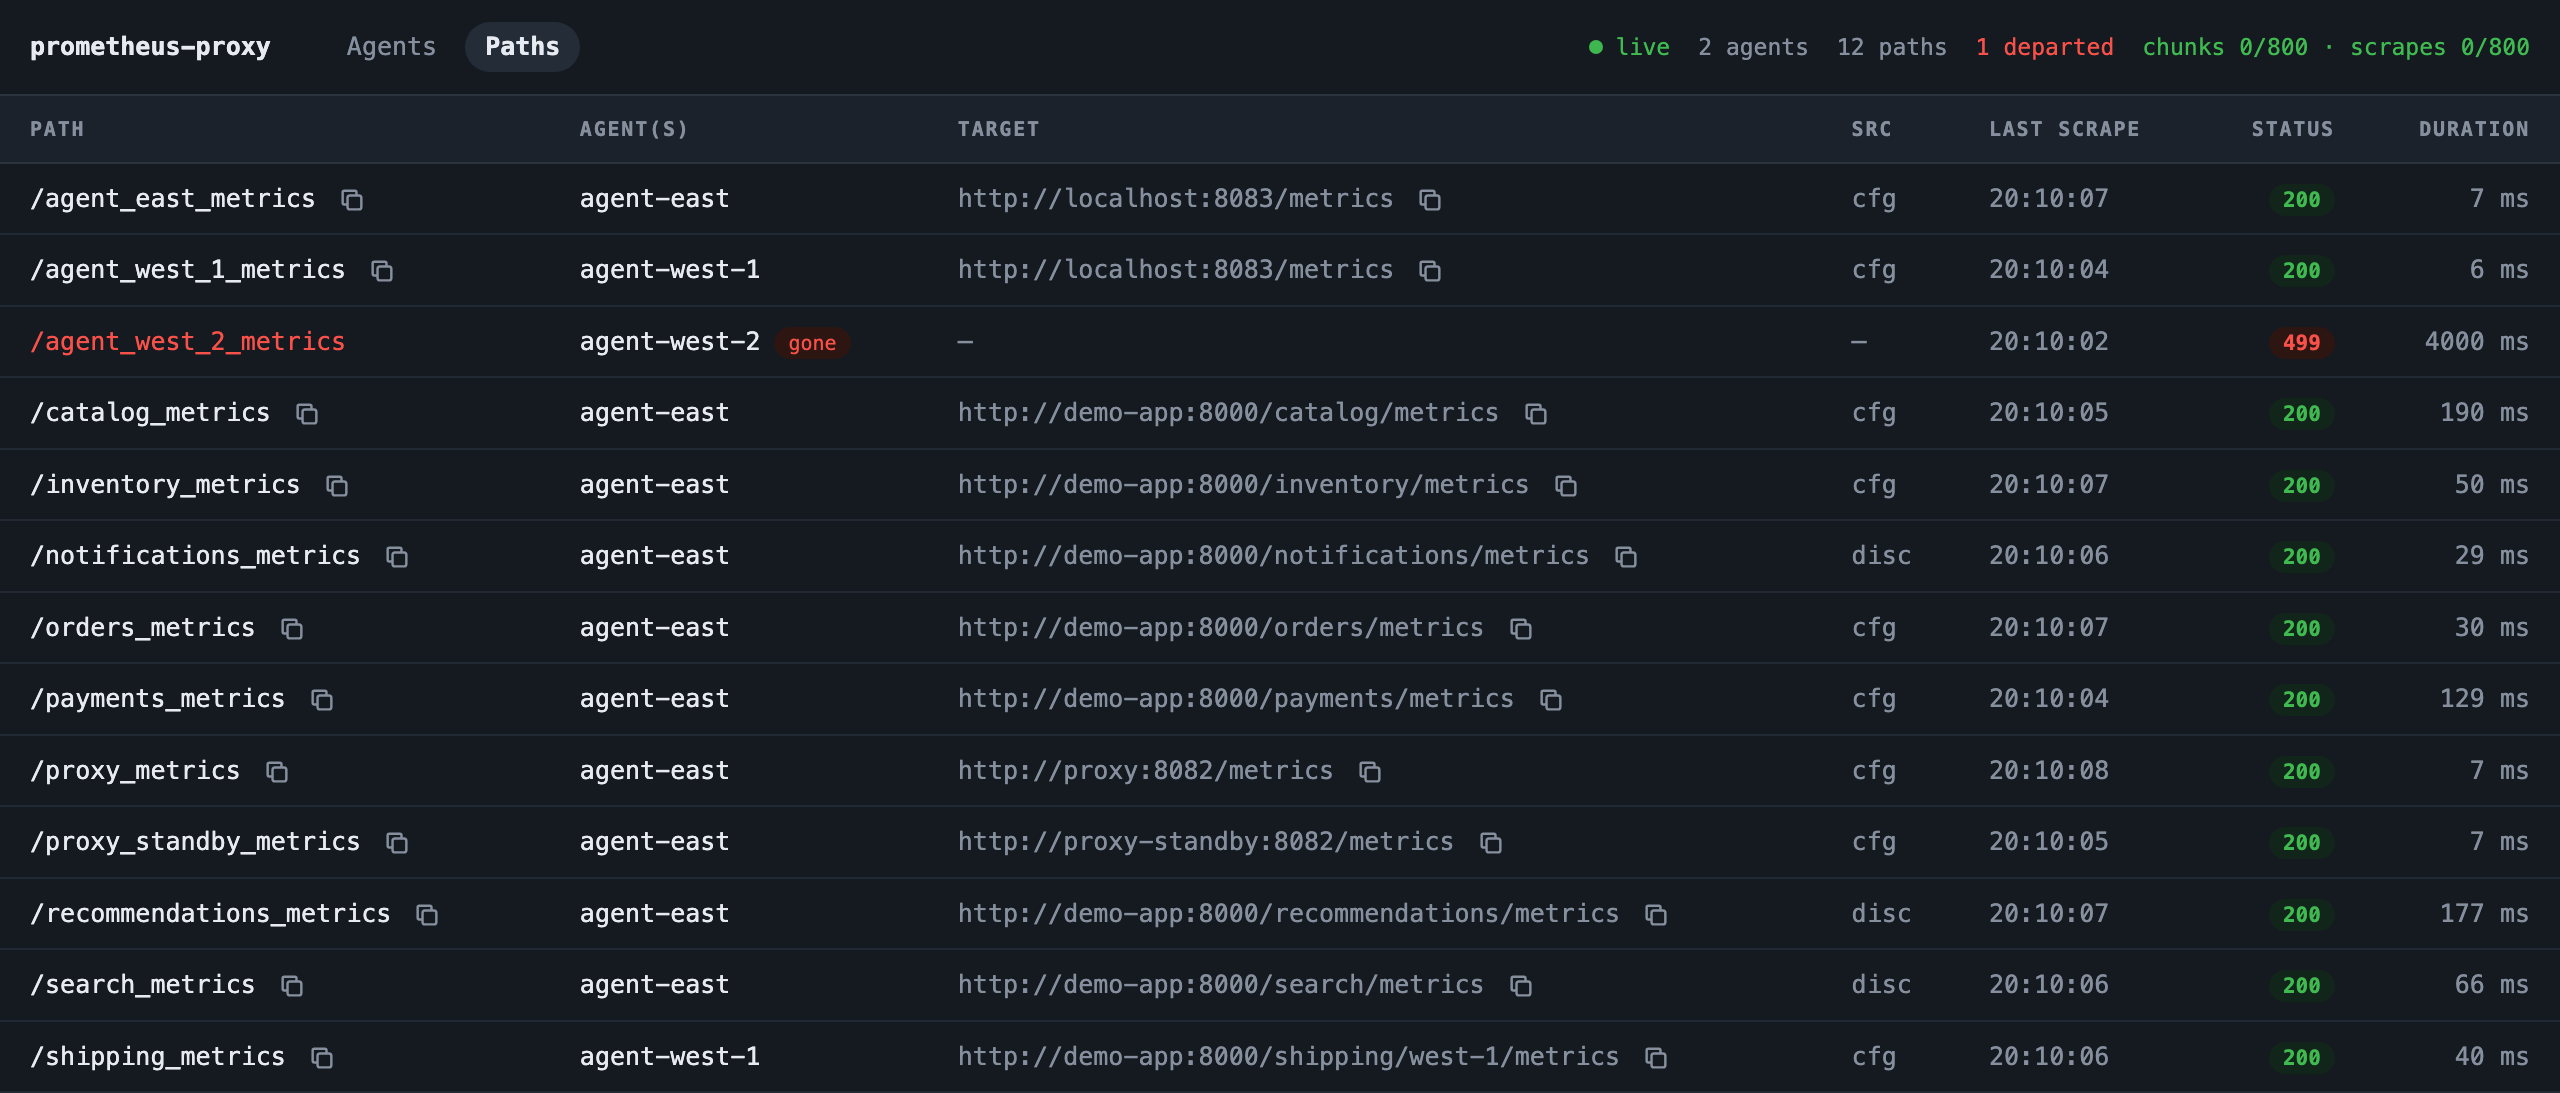 prometheus-proxy Agents Paths live 2 agents 12 paths 1 departed chunks 0/800 · scrapes 0/800
PATH AGENT(S) TARGET SRC LAST SCRAPE STATUS DURATION
/agent_east_metrics agent-east http://localhost:8083/metrics cfg 20:10:07 200 7 ms
/agent_west_1_metrics agent-west-1 http://localhost:8083/metrics cfg 20:10:04 200 6 ms
/agent_west_2_metrics agent-west-2 gone — — 20:10:02 499 4000 ms
/catalog_metrics agent-east http://demo-app:8000/catalog/metrics cfg 20:10:05 200 190 ms
/inventory_metrics agent-east http://demo-app:8000/inventory/metrics cfg 20:10:07 200 50 ms
/notifications_metrics agent-east http://demo-app:8000/notifications/metrics disc 20:10:06 200 29 ms
/orders_metrics agent-east http://demo-app:8000/orders/metrics cfg 20:10:07 200 30 ms
/payments_metrics agent-east http://demo-app:8000/payments/metrics cfg 20:10:04 200 129 ms
/proxy_metrics agent-east http://proxy:8082/metrics cfg 20:10:08 200 7 ms
/proxy_standby_metrics agent-east http://proxy-standby:8082/metrics cfg 20:10:05 200 7 ms
/recommendations_metrics agent-east http://demo-app:8000/recommendations/metrics disc 20:10:07 200 177 ms
/search_metrics agent-east http://demo-app:8000/search/metrics disc 20:10:06 200 66 ms
/shipping_metrics agent-west-1 http://demo-app:8000/shipping/west-1/metrics cfg 20:10:06 200 40 ms